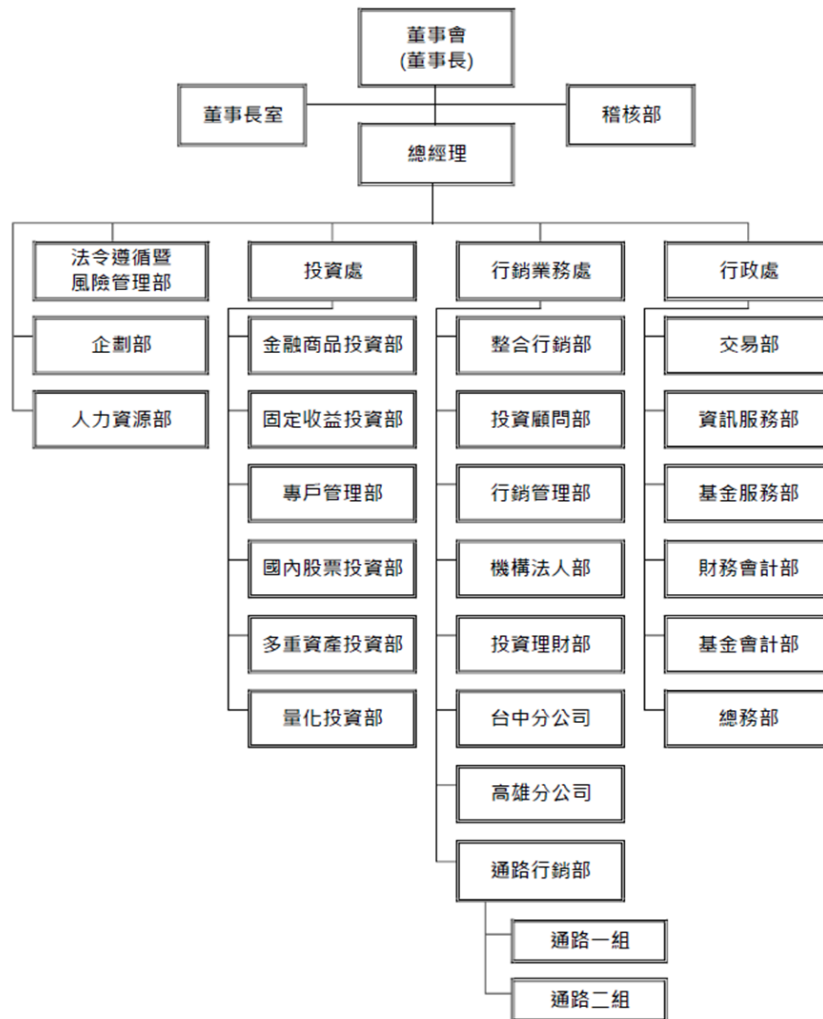 董事會
(董事長)
董事長室
稽核部
總經理
法令遵循暨
風險管理部
投資處
行銷業務處
行政處
企劃部
金融商品投資部
整合行銷部
交易部
人力資源部
固定收益投資部
投資顧問部
資訊服務部
專戶管理部
行銷管理部
基金服務部
國內股票投資部
機構法人部
財務會計部
多重資產投資部
投資理財部
基金會計部
量化投資部
台中分公司
總務部
高雄分公司
通路行銷部
通路一組
通路二組